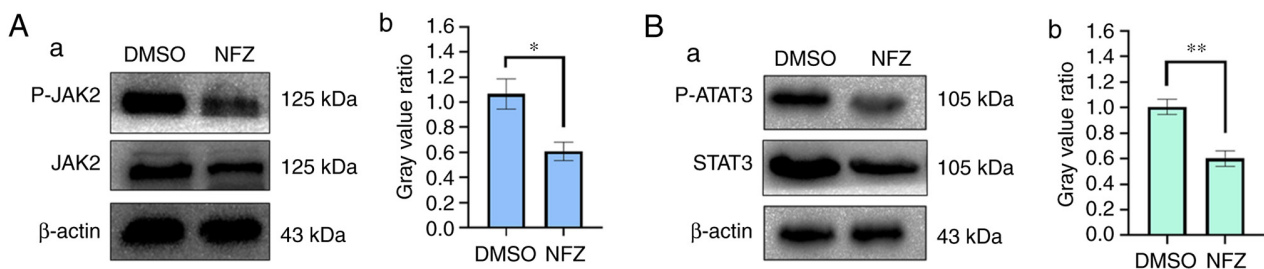 A
a
DMSO NFZ
P-JAK2 125 kDa
JAK2 125 kDa
β-actin 43 kDa
b
Gray value ratio
1.6
1.4
1.2
1.0
0.8
0.6
0.4
0.2
0.0
*
DMSO NFZ
B
a
DMSO NFZ
P-ATAT3 105 kDa
STAT3 105 kDa
β-actin 43 kDa
b
Gray value ratio
1.6
1.4
1.2
1.0
0.8
0.6
0.4
0.2
0.0
**
DMSO NFZ